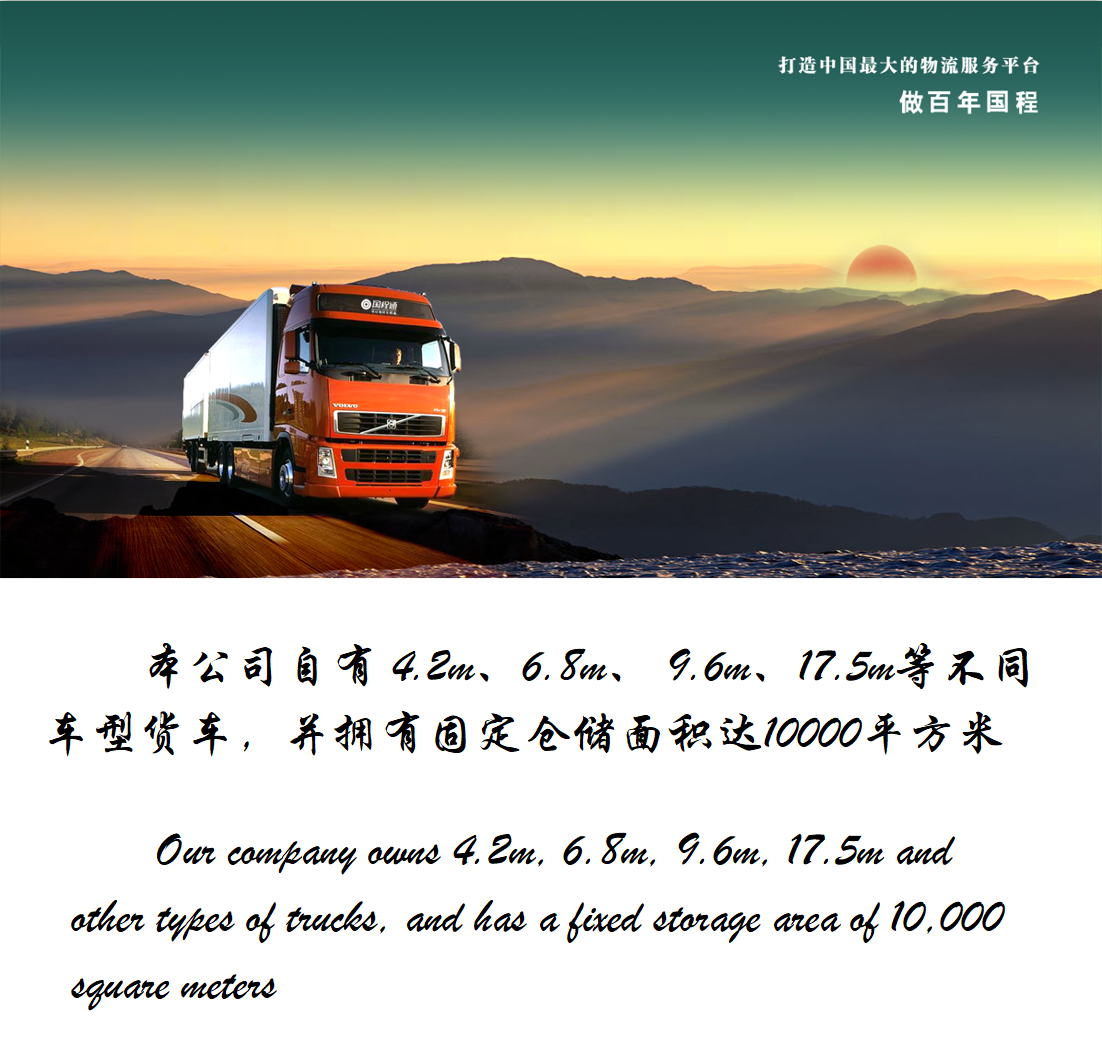 打造中国最大的物流服务平台
做百年国程
国程通
VOLVO
本公司自有 4.2m、6.8m、 9.6m、17.5m等不同
车型货车，并拥有固定仓储面积达10000平方米
Our company owns 4.2m, 6.8m, 9.6m, 17.5m and
other types of trucks, and has a fixed storage area of 10,000
square meters